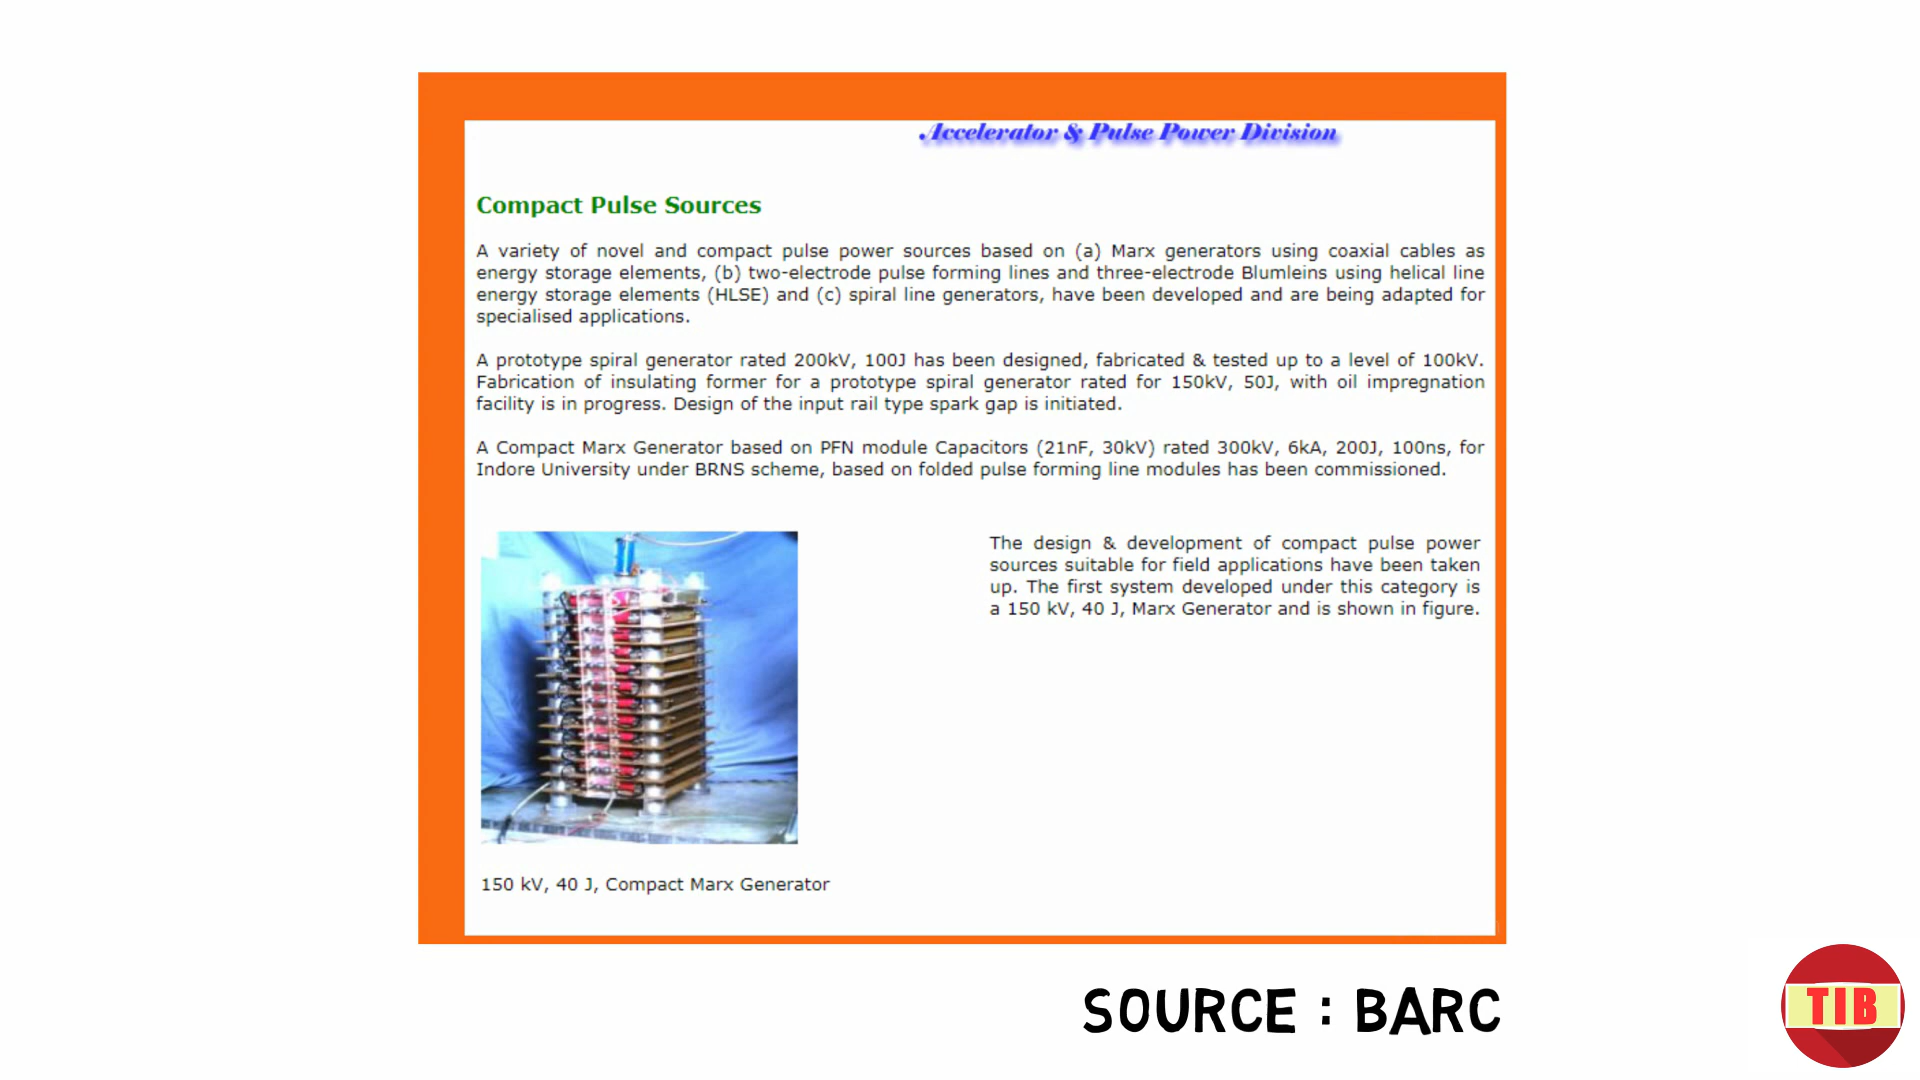 Accelerator & Pulse Power Division
Compact Pulse Sources
A variety of novel and compact pulse power sources based on (a) Marx generators using coaxial cables as
energy storage elements, (b) two-electrode pulse forming lines and three-electrode Blumleins using helical line
energy storage elements (HLSE) and (c) spiral line generators, have been developed and are being adapted for
specialised applications.
A prototype spiral generator rated 200kV, 100J has been designed, fabricated & tested up to a level of 100kV.
Fabrication of insulating former for a prototype spiral generator rated for 150kV, 50J, with oil impregnation
facility is in progress. Design of the input rail type spark gap is initiated.
A Compact Marx Generator based on PFN module Capacitors (21nF, 30kV) rated 300kV, 6kA, 200J, 100ns, for
Indore University under BRNS scheme, based on folded pulse forming line modules has been commissioned.
The design & development of compact pulse power
sources suitable for field applications have been taken
up. The first system developed under this category is
a 150 kV, 40 J, Marx Generator and is shown in figure.
150 kV, 40 J, Compact Marx Generator
SOURCE : BARC
TIB